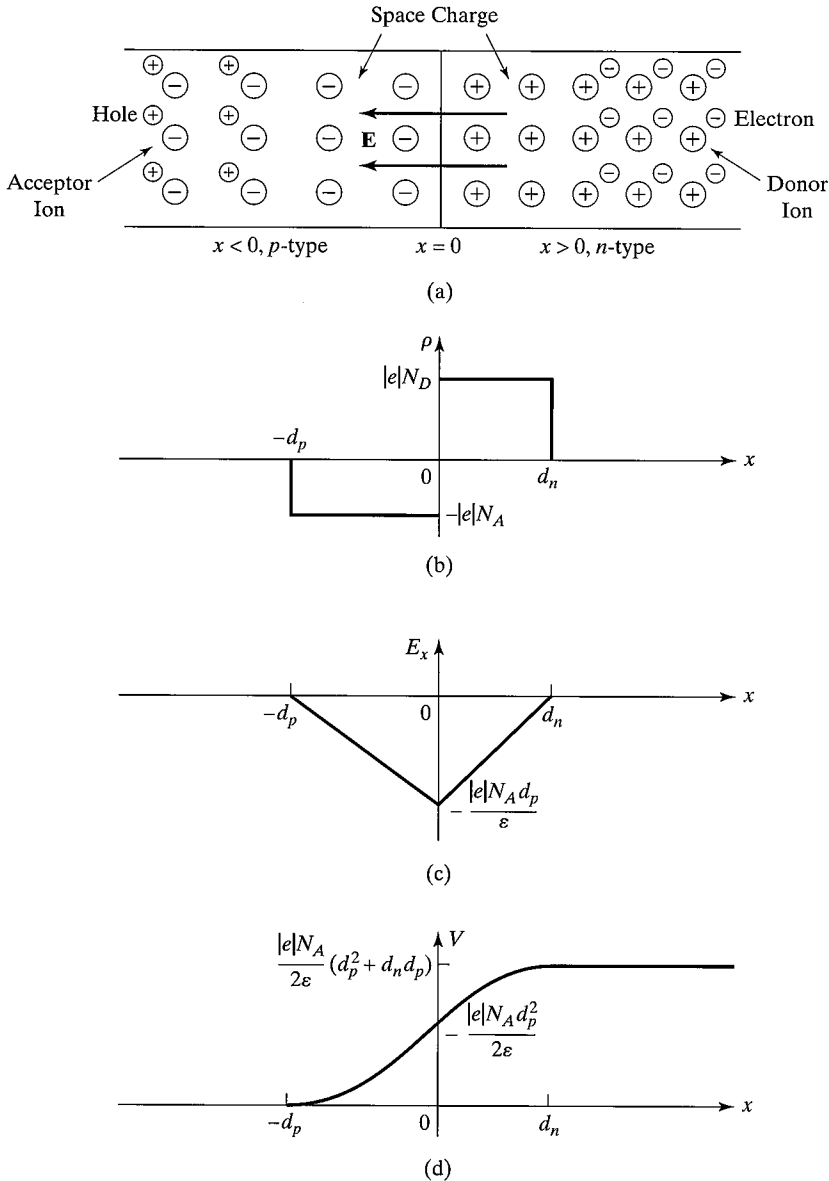 Space Charge
Hole
E
Electron
Acceptor
Ion
Donor
Ion
x < 0, p-type
x = 0
x > 0, n-type
(a)
ρ
|e|N_D
−d_p
x
0
d_n
−|e|N_A
(b)
E_x
x
−d_p
0
d_n
− |e|N_A d_p / ε
(c)
V
|e|N_A / 2ε (d_p^2 + d_n d_p)
− |e|N_A d_p^2 / 2ε
x
−d_p
0
d_n
(d)